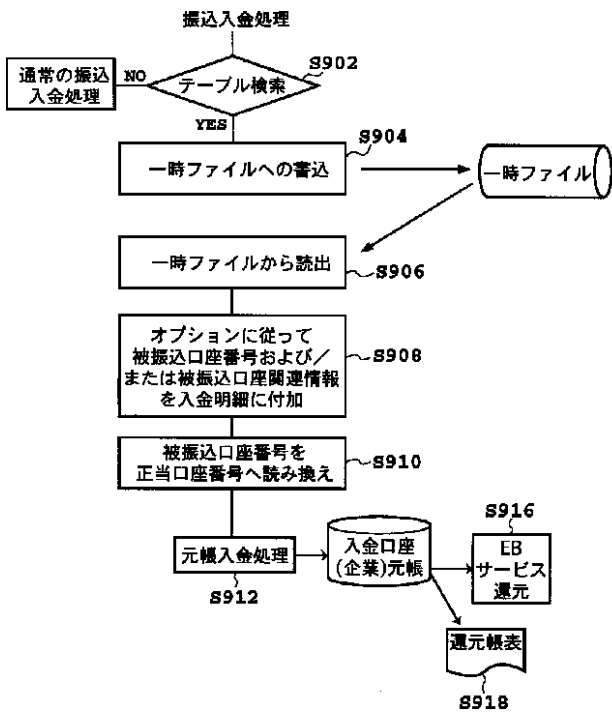 振込入金処理
S902
通常の振込
入金処理
NO
テーブル検索
YES
S904
一時ファイルへの書込
一時ファイル
一時ファイルから読出
S906
オプションに従って
被振込口座番号および／
または被振込口座関連情報
を入金明細に付加
S908
被振込口座番号を
正当口座番号へ読み換え
S910
元帳入金処理
S912
入金口座
(企業)元帳
S916
EB
サービス
還元
還元帳表
S918